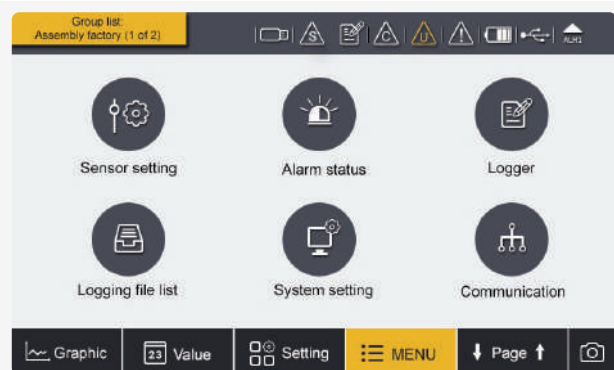 Group list:
Assembly factory (1 of 2)
S
C
U
!
ALM1
Sensor setting
Alarm status
Logger
Logging file list
System setting
Communication
Graphic
23 Value
Setting
MENU
Page